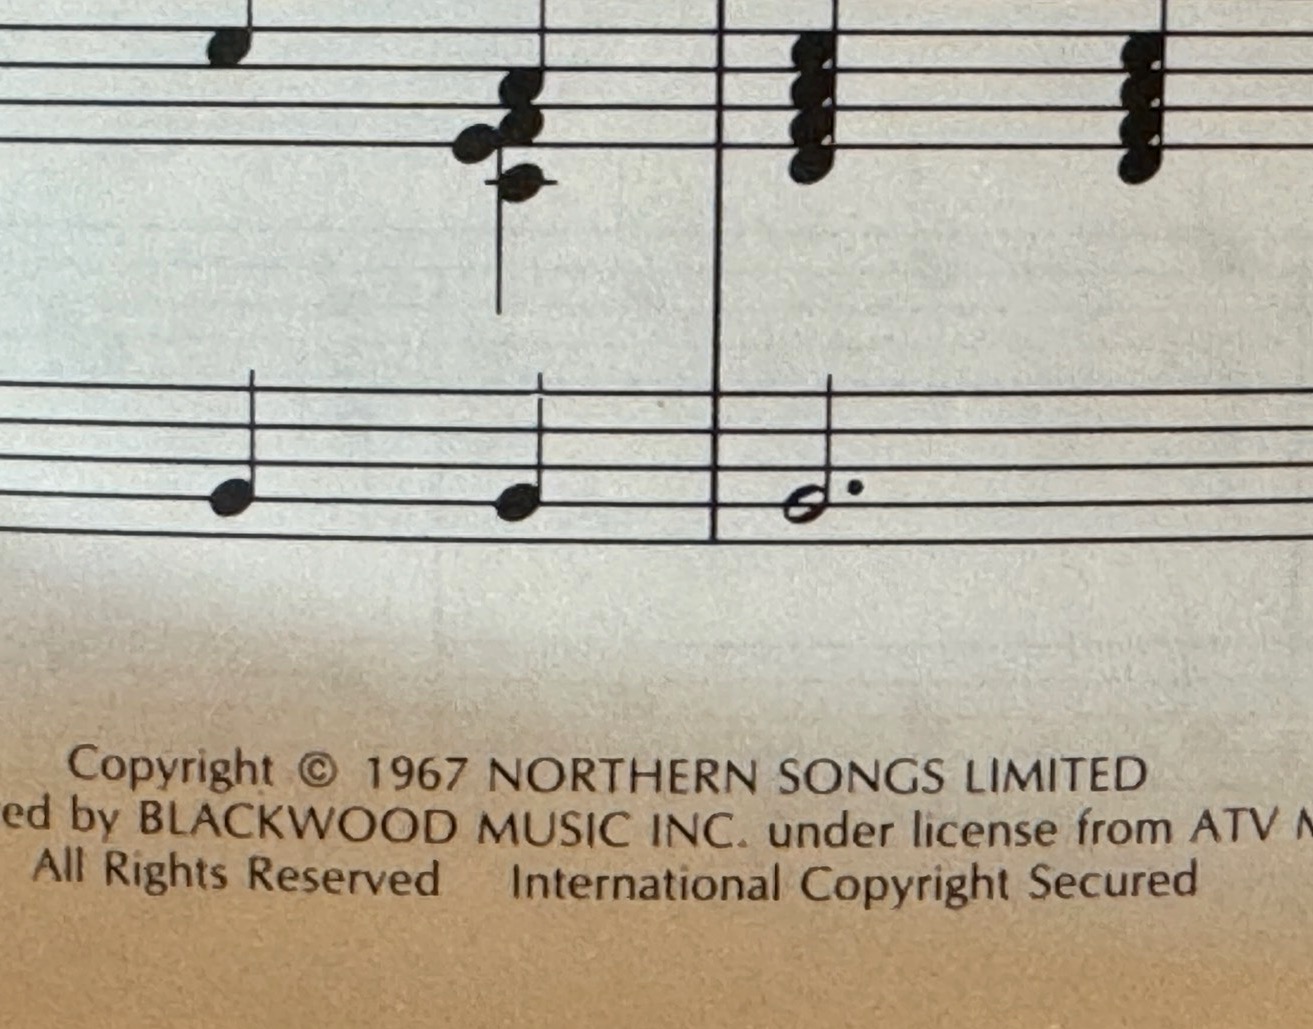 Copyright © 1967 NORTHERN SONGS LIMITED
ed by BLACKWOOD MUSIC INC. under license from ATV
All Rights Reserved International Copyright Secured